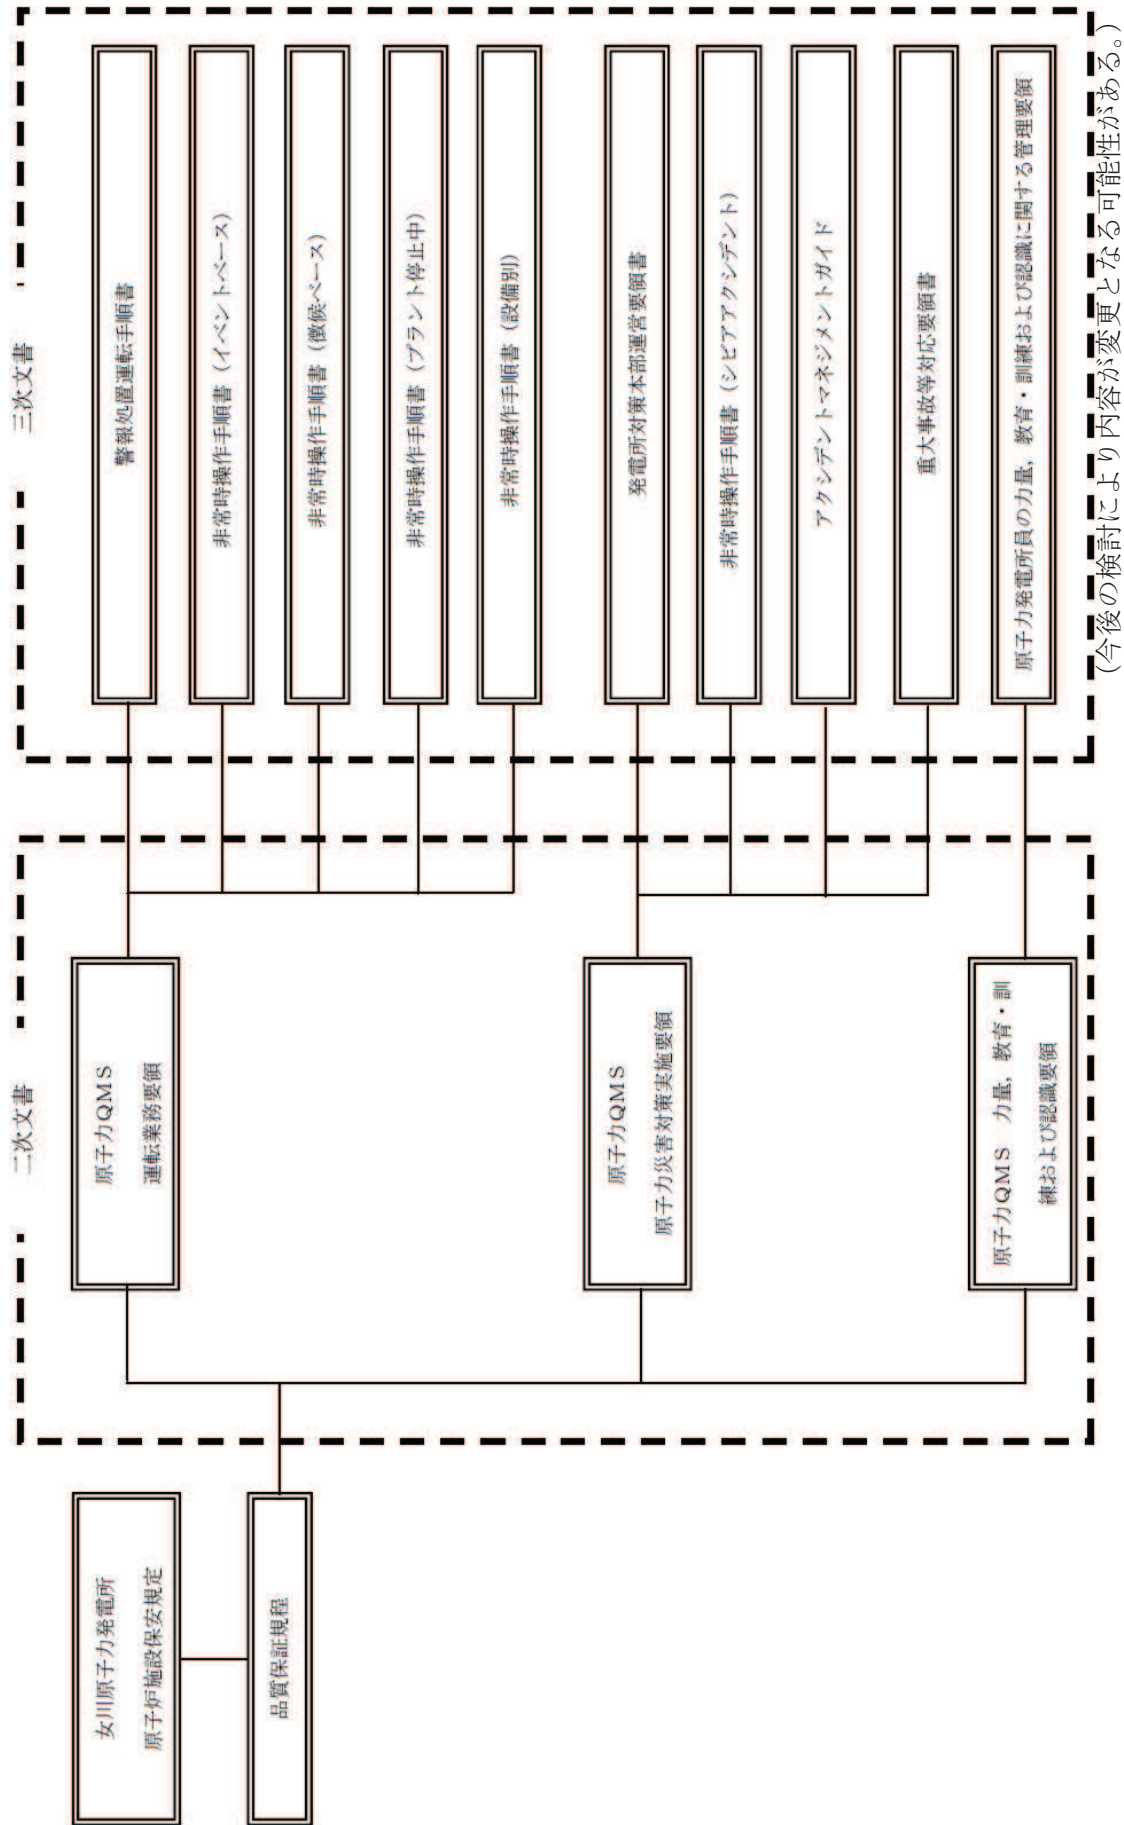 女川原子力発電所
原子炉施設保安規定
品質保証規程
二次文書
原子力QMS
運転業務要領
原子力QMS
原子力災害対策実施要領
原子力QMS　力量，教育・訓
練および認識要領
三次文書
警報処置運転手順書
非常時操作手順書（イベントベース）
非常時操作手順書（徴候ベース）
非常時操作手順書（プラント停止中）
非常時操作手順書（設備別）
発電所対策本部運営要領書
非常時操作手順書（シビアアクシデント）
アクシデントマネジメントガイド
重大事故等対応要領書
原子力発電所員の力量，教育・訓練および認識に関する管理要領
(今後の検討により内容が変更となる可能性がある。)